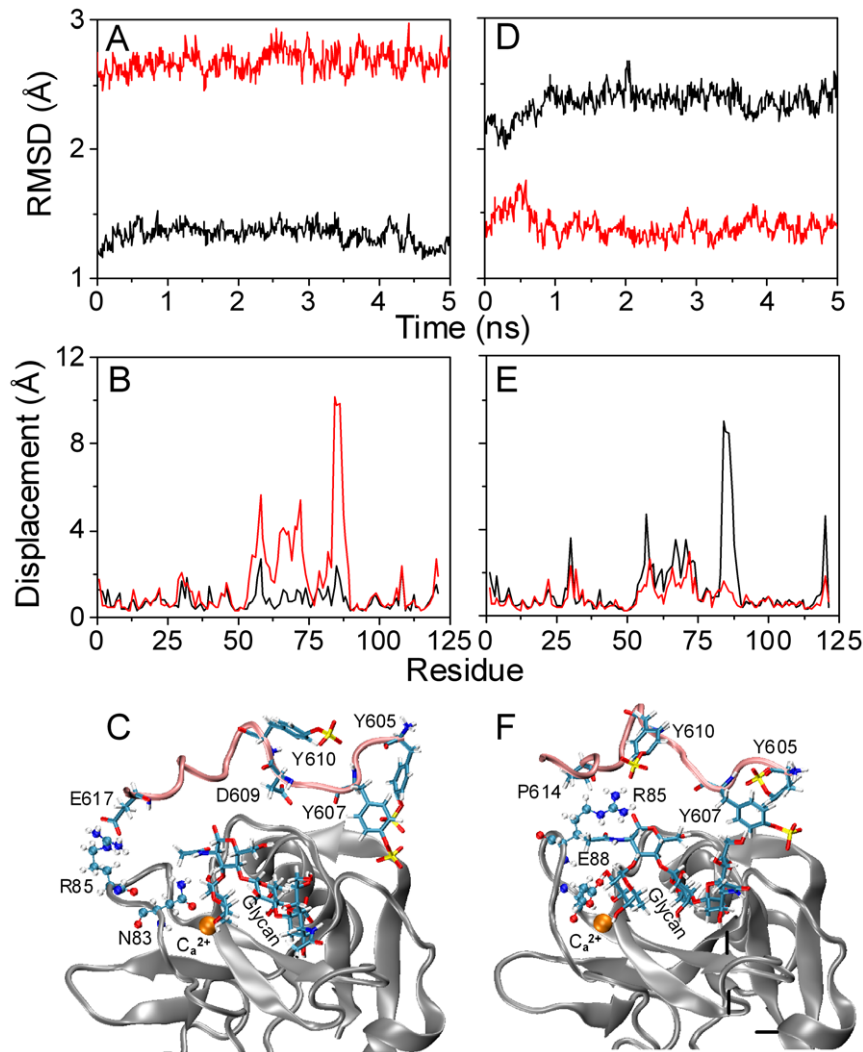 A
D
RMSD (Å)
3
2
1
0 1 2 3 4 5
0 1 2 3 4 5
Time (ns)
B
E
Displacement (Å)
12
8
4
0
0 25 50 75 100 125
0 25 50 75 100 125
Residue
C
Y605
Y610
E617
D609
Y607
R85
N83
Ca2+
Glycan
F
Y610
Y605
P614
R85
Y607
E88
Glycan
Ca2+